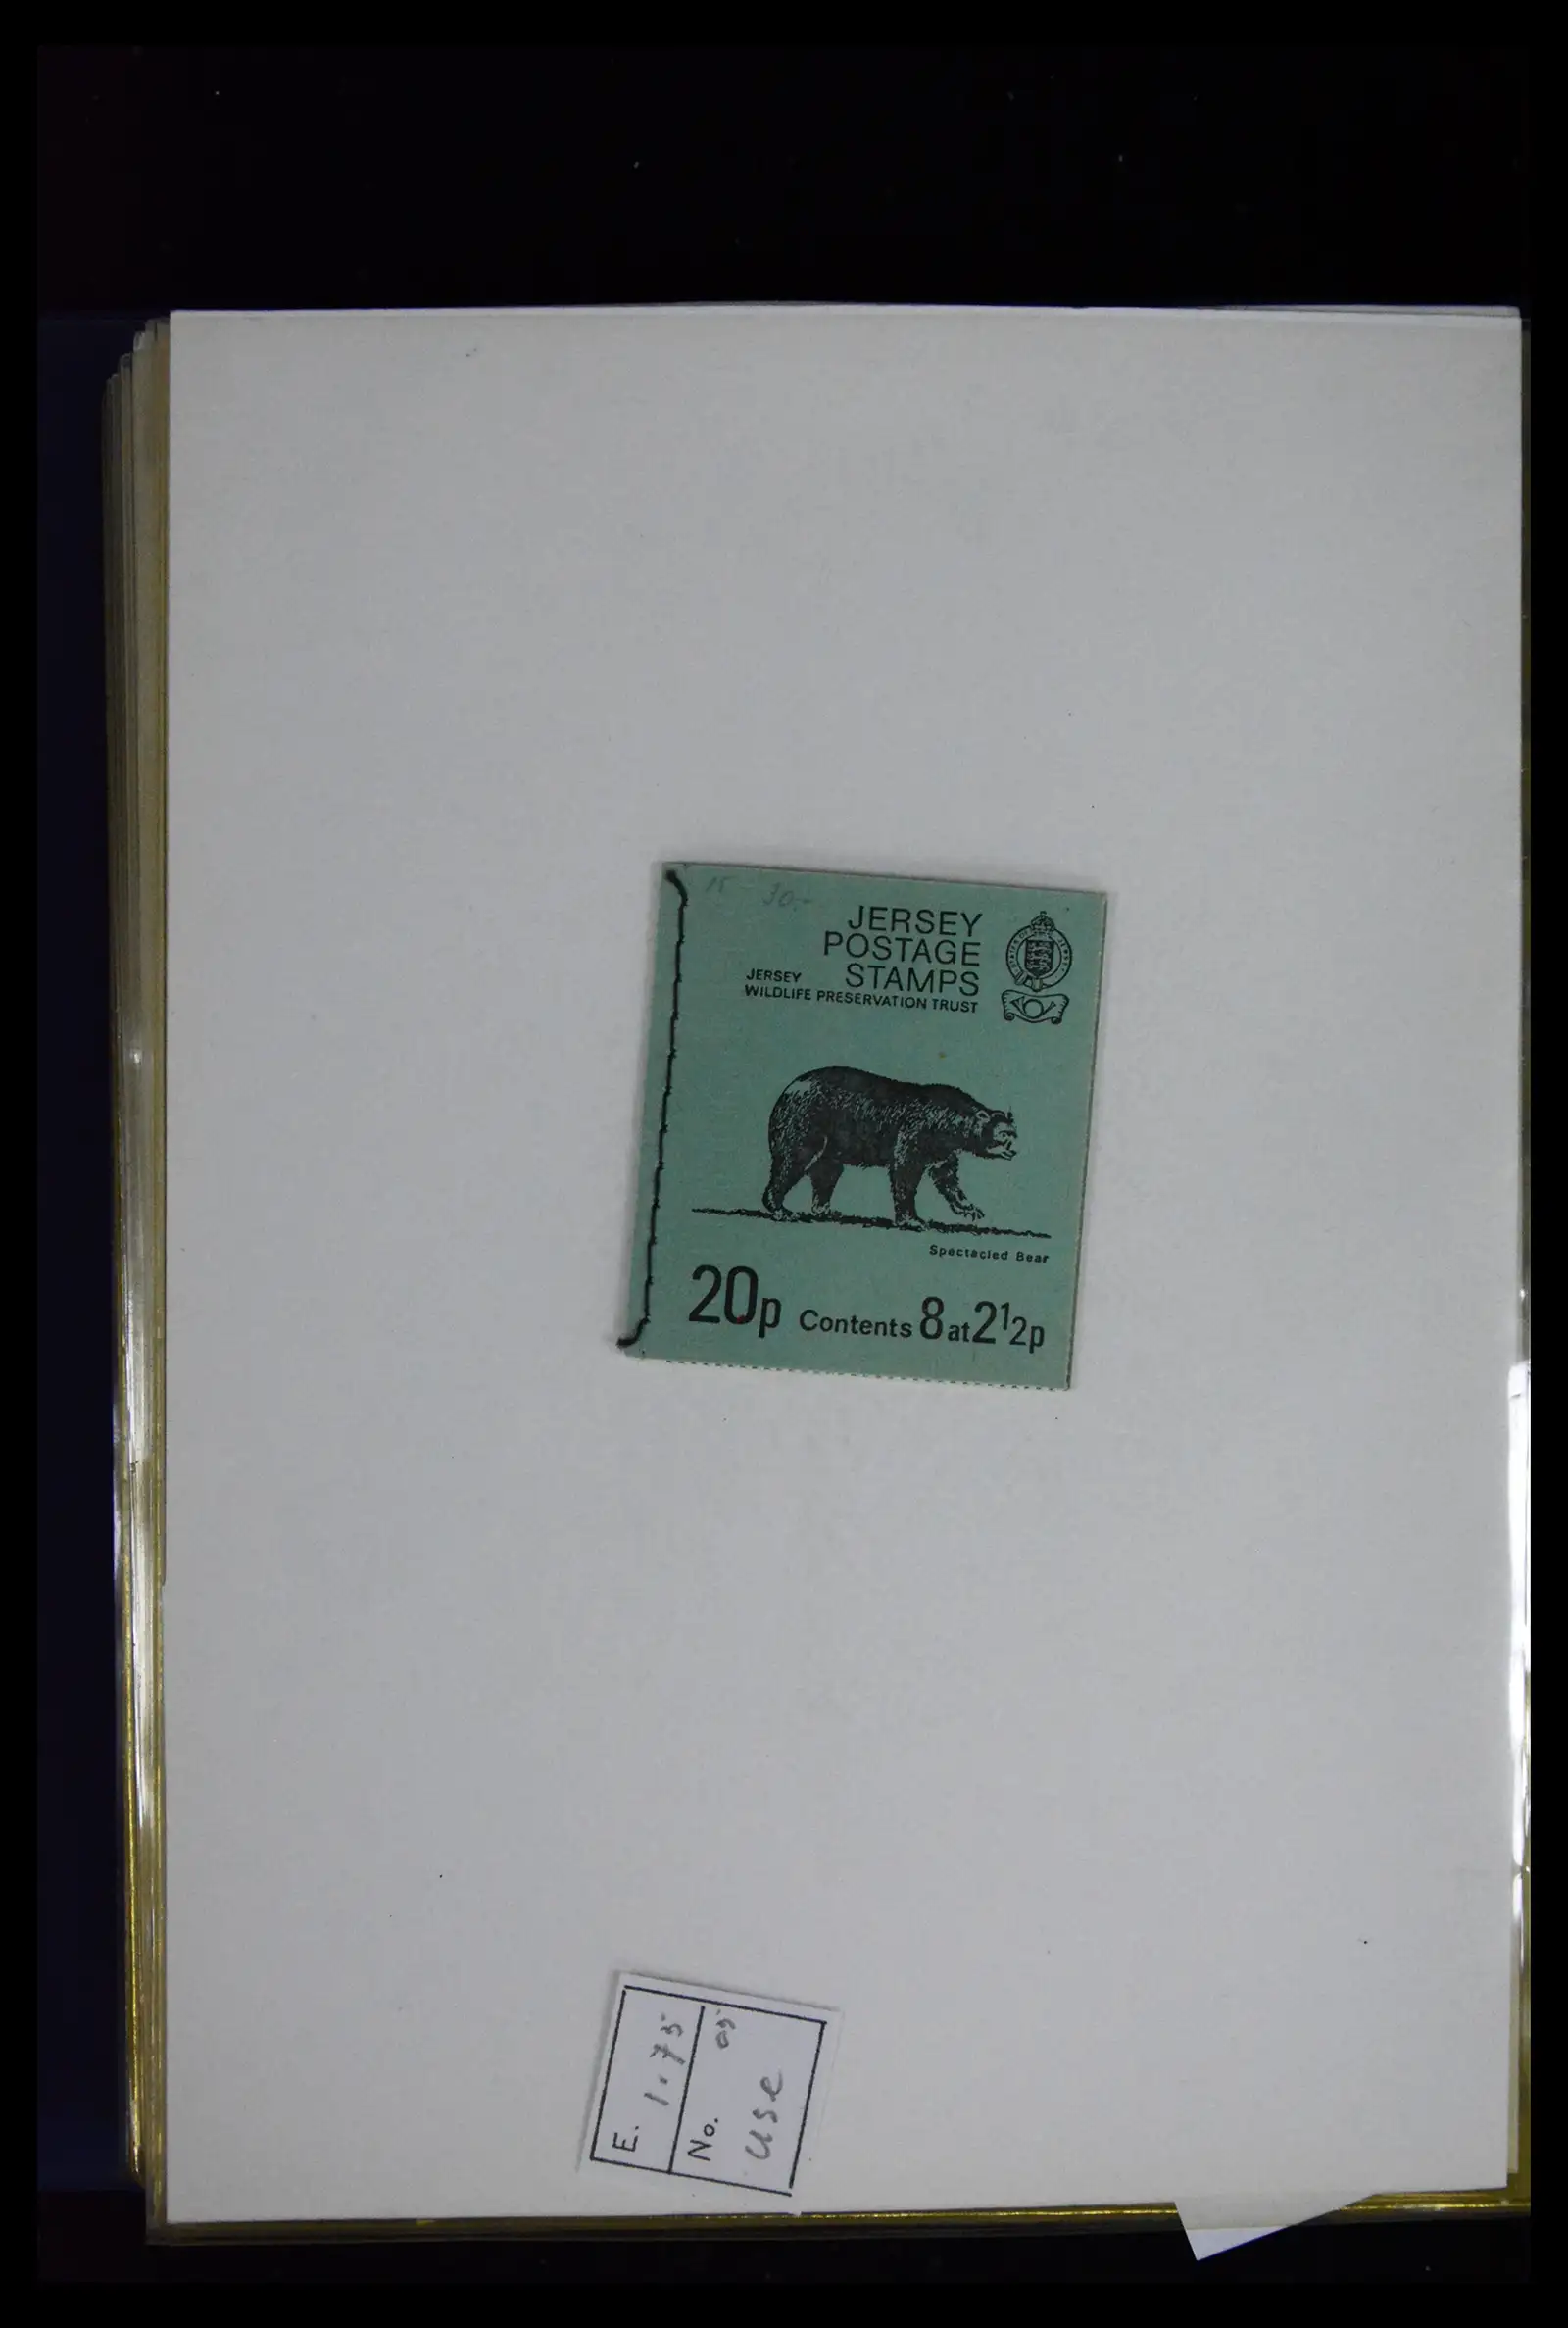 15 30.-
JERSEY
POSTAGE
STAMPS
JERSEY
WILDLIFE PRESERVATION TRUST
Spectacled Bear
20p Contents 8 at 2½p
E. 1.75
No.
use